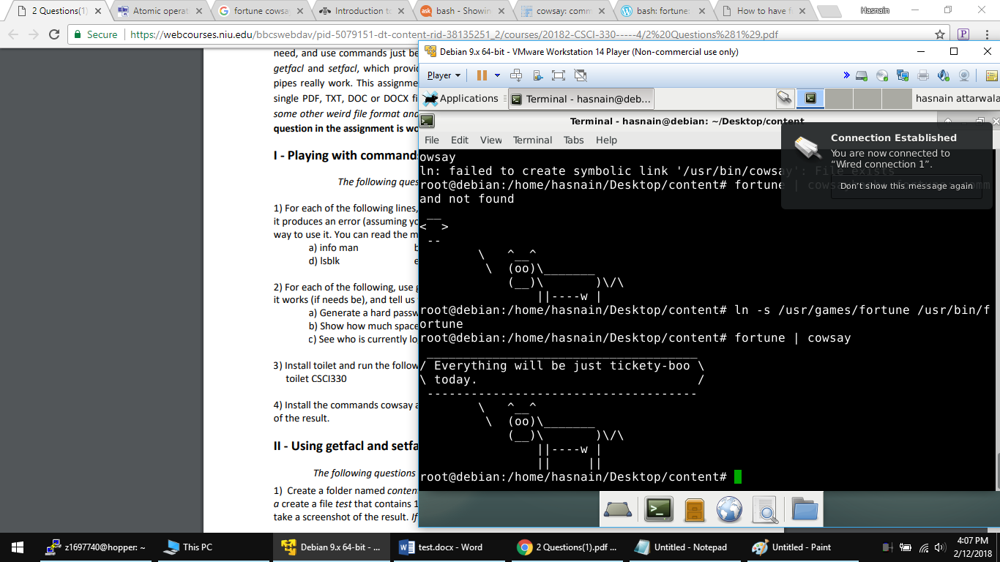 2 Questions(1)
Atomic operat
fortune cowsa
Introduction to
bash - Showin
cowsay: comm
bash: fortune:
How to have f
Hasnain
Secure
https://webcourses.niu.edu/bbcswebdav/pid-5079151-dt-content-rid-38135251_2/courses/20182-CSCI-330-----4/2%20Questions%281%29.pdf
need, and use commands just be
getfacl and setfacl, which provid
pipes really work. This assignme
single PDF, TXT, DOC or DOCX fi
some other weird file format and
question in the assignment is wo
I - Playing with commands
The following ques
1) For each of the following lines,
it produces an error (assuming yo
way to use it. You can read the m
a) info man
d) lsblk
2) For each of the following, use g
it works (if needs be), and tell us
a) Generate a hard passw
b) Show how much space
c) See who is currently lo
3) Install toilet and run the follow
toilet CSCI330
4) Install the commands cowsay a
of the result.
II - Using getfacl and setfa
The following questions
1) Create a folder named conten
a create a file test that contains 1
take a screenshot of the result. If
Debian 9.x 64-bit - VMware Workstation 14 Player (Non-commercial use only)
Player
Applications
Terminal - hasnain@deb...
hasnain attarwala
Terminal - hasnain@debian: ~/Desktop/content
File Edit View Terminal Tabs Help
Connection Established
You are now connected to
“Wired connection 1”.
Don't show this message again
owsay
ln: failed to create symbolic link '/usr/bin/cowsay': File exists
root@debian:/home/hasnain/Desktop/content# fortune | cowsay
and not found
 __
<  >
 --
        \   ^__^
         \  (oo)\_______
            (__)\       )\/\
                ||----w |
root@debian:/home/hasnain/Desktop/content# ln -s /usr/games/fortune /usr/bin/f
ortune
root@debian:/home/hasnain/Desktop/content# fortune | cowsay
 _____________________________________
/ Everything will be just tickety-boo \
\ today.                              /
 -------------------------------------
        \   ^__^
         \  (oo)\_______
            (__)\       )\/\
                ||----w |
                ||     ||
root@debian:/home/hasnain/Desktop/content#
z1697740@hopper: ~
This PC
Debian 9.x 64-bit - ...
test.docx - Word
2 Questions(1).pdf ...
Untitled - Notepad
Untitled - Paint
4:07 PM
2/12/2018